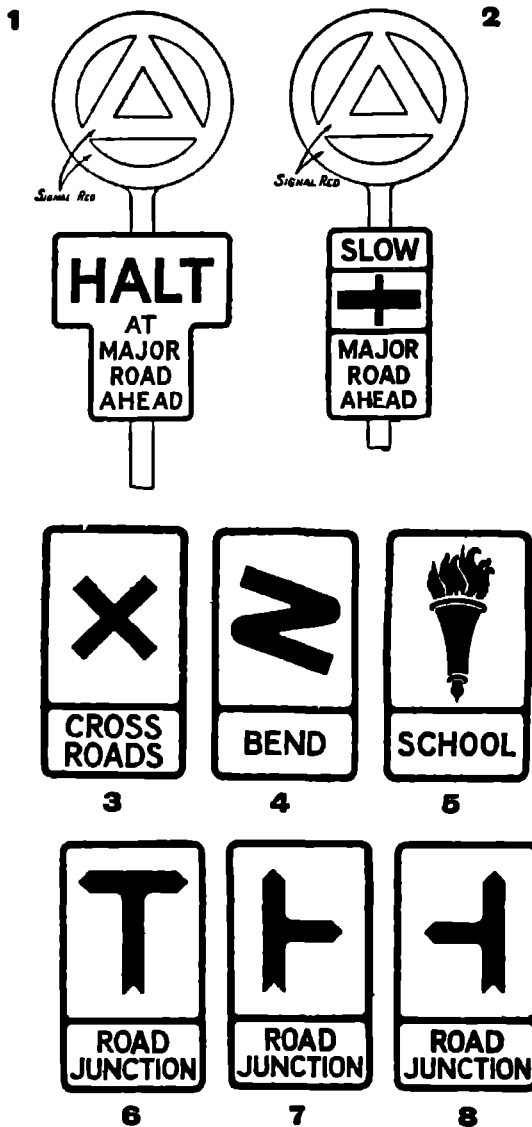 1
2
SIGNAL RED
SIGNAL RED
HALT
AT
MAJOR
ROAD
AHEAD
SLOW
MAJOR
ROAD
AHEAD
CROSS
ROADS
BEND
SCHOOL
3
4
5
ROAD
JUNCTION
ROAD
JUNCTION
ROAD
JUNCTION
6
7
8